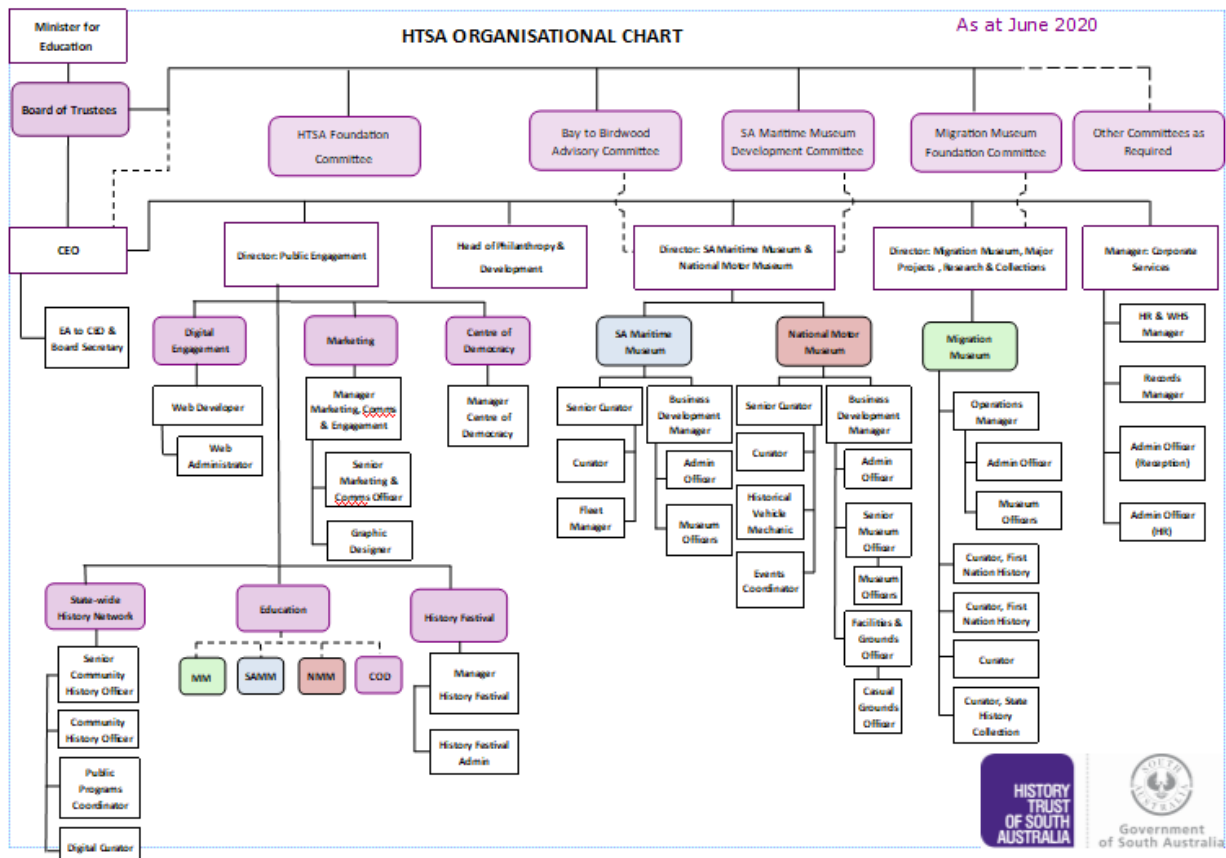 Minister for
Education
HTSA ORGANISATIONAL CHART
As at June 2020
Board of Trustees
HTSA Foundation
Committee
Bay to Birdwood
Advisory Committee
SA Maritime Museum
Development Committee
Migration Museum
Foundation Committee
Other Committees as
Required
CEO
Director: Public Engagement
Head of Philanthropy &
Development
Director: SA Maritime Museum &
National Motor Museum
Director: Migration Museum, Major
Projects , Research & Collections
Manager: Corporate
Services
EA to CEO &
Board Secretary
Digital
Engagement
Marketing
Centre of
Democracy
SA Maritime
Museum
National Motor
Museum
Migration
Museum
HR & WHS
Manager
Records
Manager
Admin Officer
(Reception)
Admin Officer
(HR)
Web Developer
Web
Administrator
Manager
Marketing, Comms
& Engagement
Senior
Marketing &
Comms Officer
Graphic
Designer
Manager
Centre of
Democracy
Senior Curator
Curator
Fleet
Manager
Business
Development
Manager
Admin
Officer
Museum
Officers
Senior Curator
Curator
Historical
Vehicle
Mechanic
Events
Coordinator
Business
Development
Manager
Admin
Officer
Senior
Museum
Officer
Museum
Officers
Facilities &
Grounds Officer
Casual
Grounds
Officer
Operations
Manager
Admin Officer
Museum
Officers
Curator, First
Nation History
Curator, First
Nation History
Curator
Curator, State
History
Collection
State-wide
History Network
Education
History Festival
MM
SAMM
NMM
COD
Senior
Community
History Officer
Community
History Officer
Public
Programs
Coordinator
Digital Curator
Manager
History Festival
History Festival
Admin
HISTORY
TRUST
OF SOUTH
AUSTRALIA
SOUTH
AUSTRALIA
Government
of South Australia